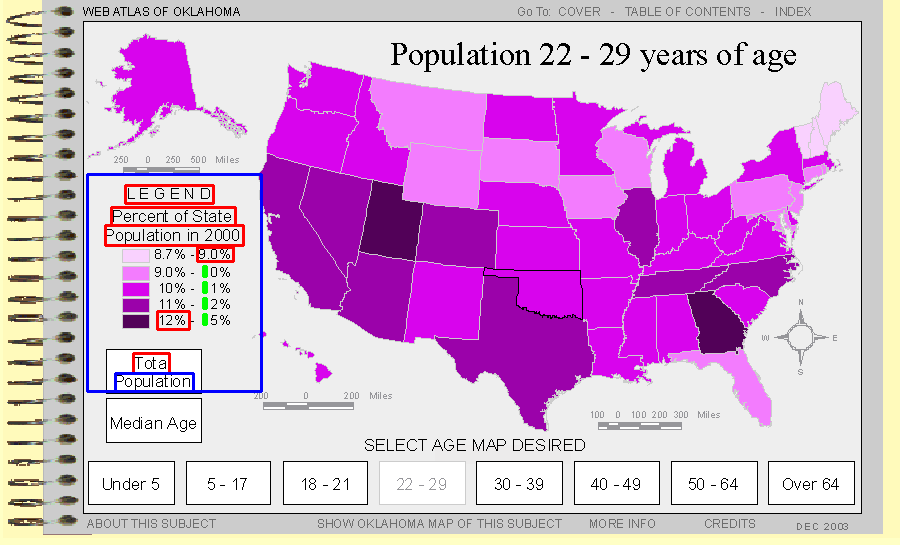 WEB ATLAS OF OKLAHOMA
Go To: COVER - TABLE OF CONTENTS - INDEX
Population 22 - 29 years of age
250 0 250 500 Miles
LEGEND
Percent of State
Population in 2000
8.7% - 9.0%
9.0% - 0%
10% - 1%
11% - 2%
12% - 5%
N
W E
S
Tota
Population
200 0 200 Miles
100 0 100 200 300 Miles
Median Age
SELECT AGE MAP DESIRED
Under 5
5 - 17
18 - 21
22 - 29
30 - 39
40 - 49
50 - 64
Over 64
ABOUT THIS SUBJECT
SHOW OKLAHOMA MAP OF THIS SUBJECT
MORE INFO
CREDITS
DEC 2003